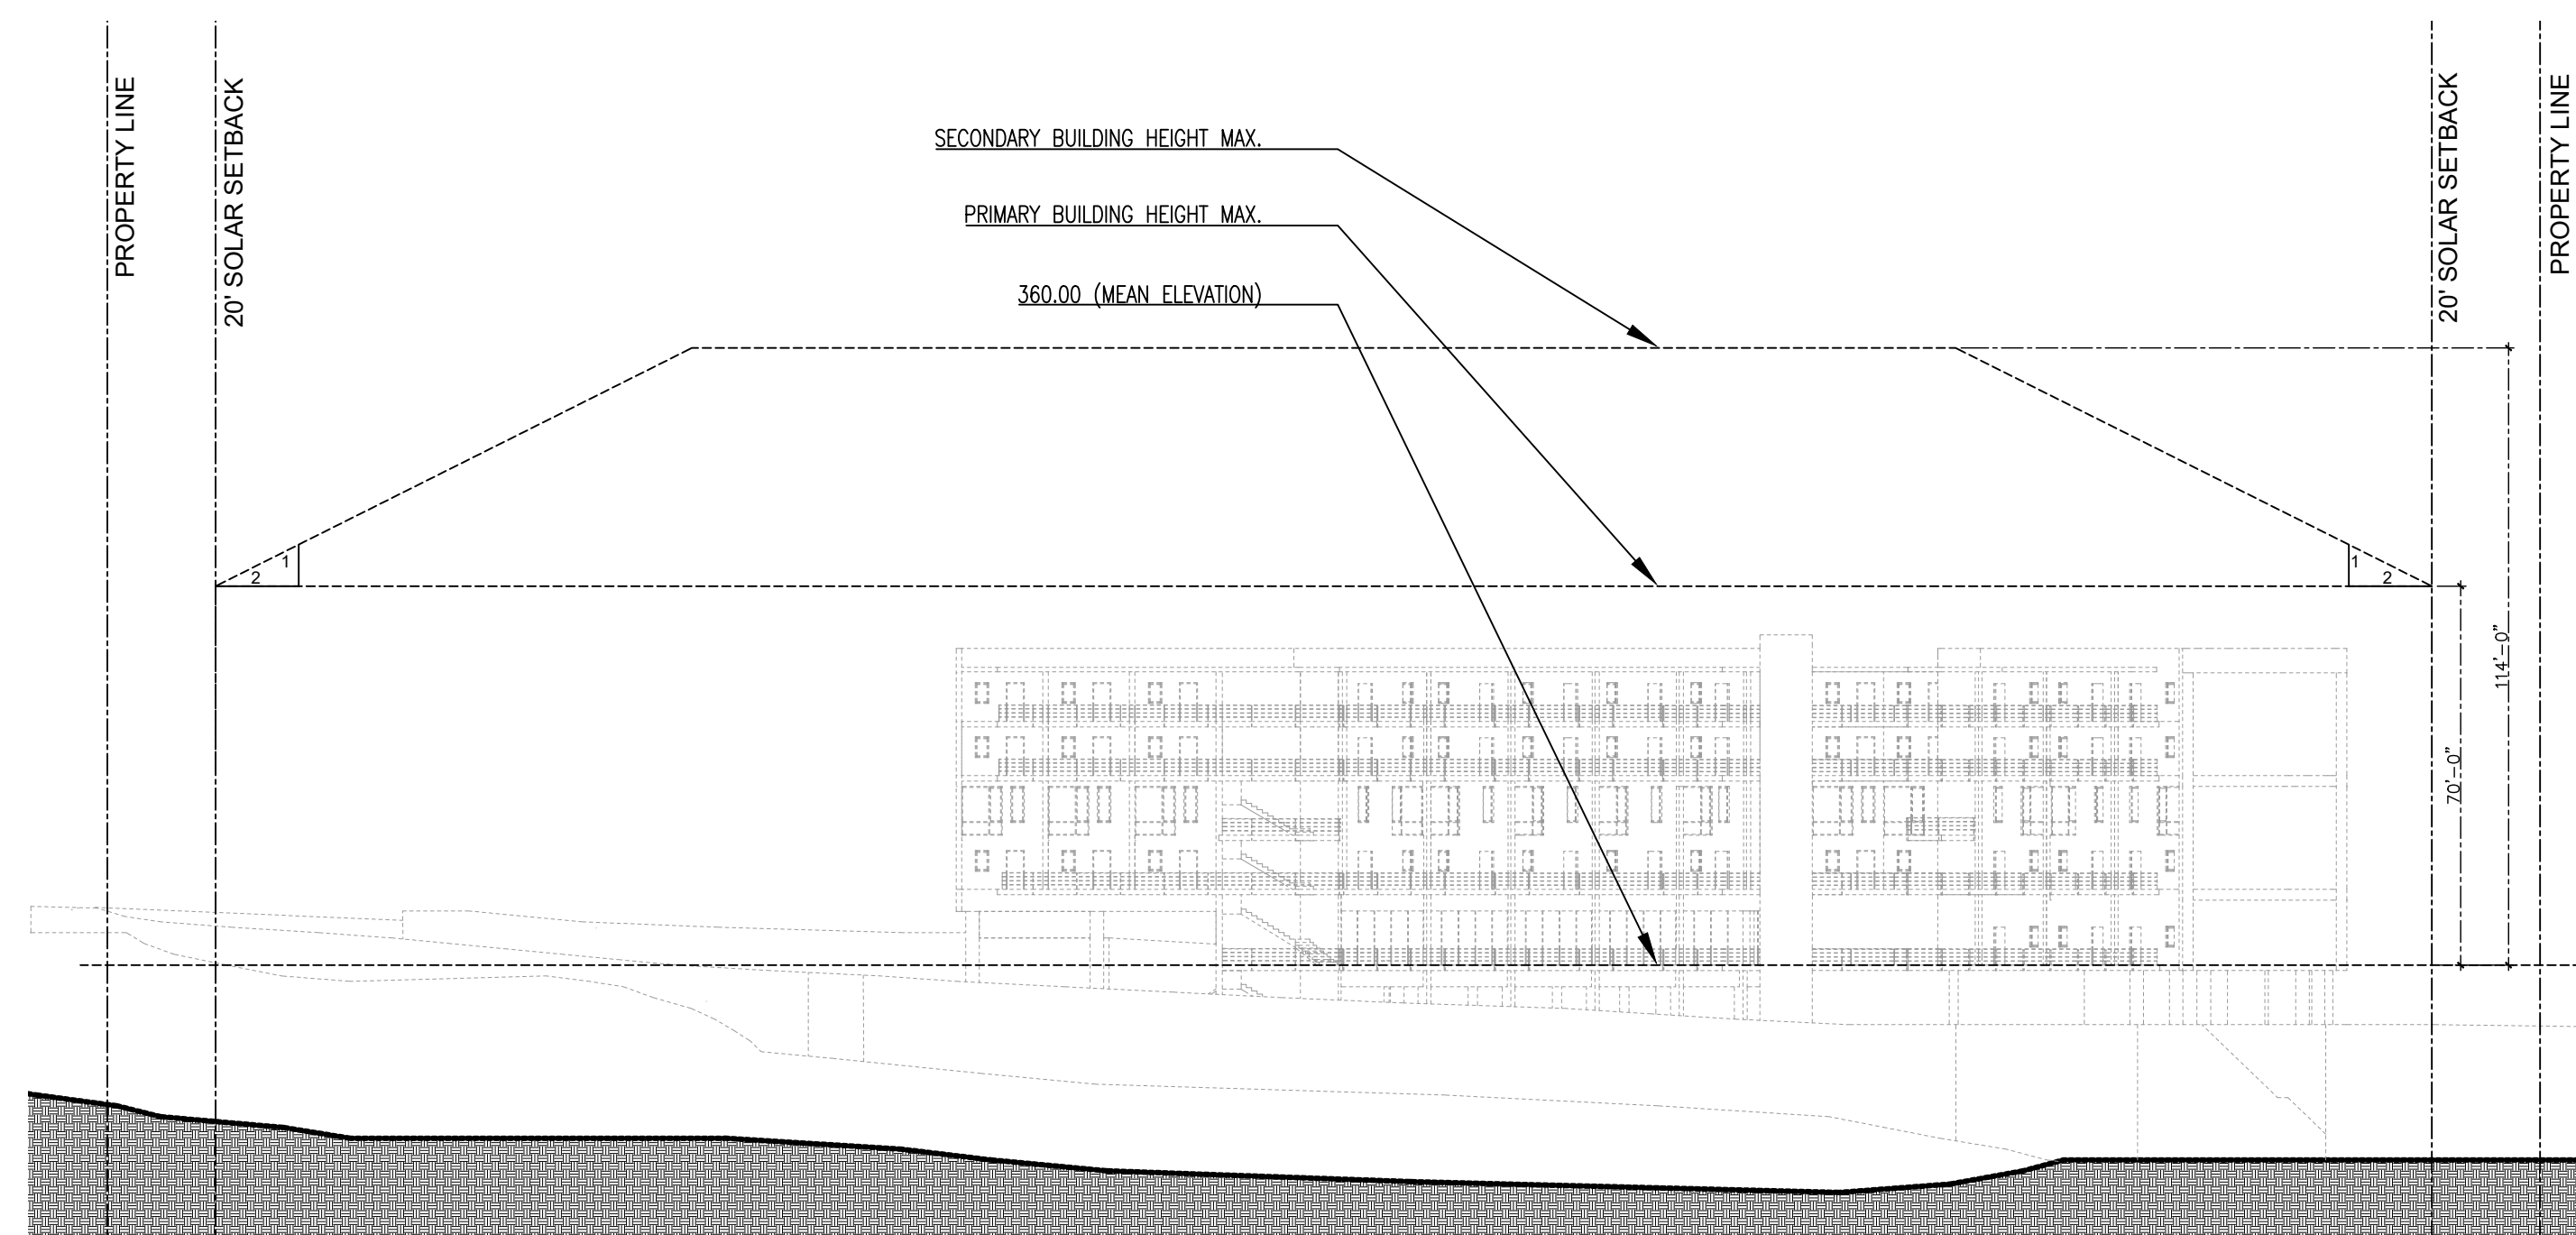 PROPERTY LINE
20' SOLAR SETBACK
SECONDARY BUILDING HEIGHT MAX.
PRIMARY BUILDING HEIGHT MAX.
360.00 (MEAN ELEVATION)
20' SOLAR SETBACK
PROPERTY LINE
1
2
1
2
114'-0"
70'-0"